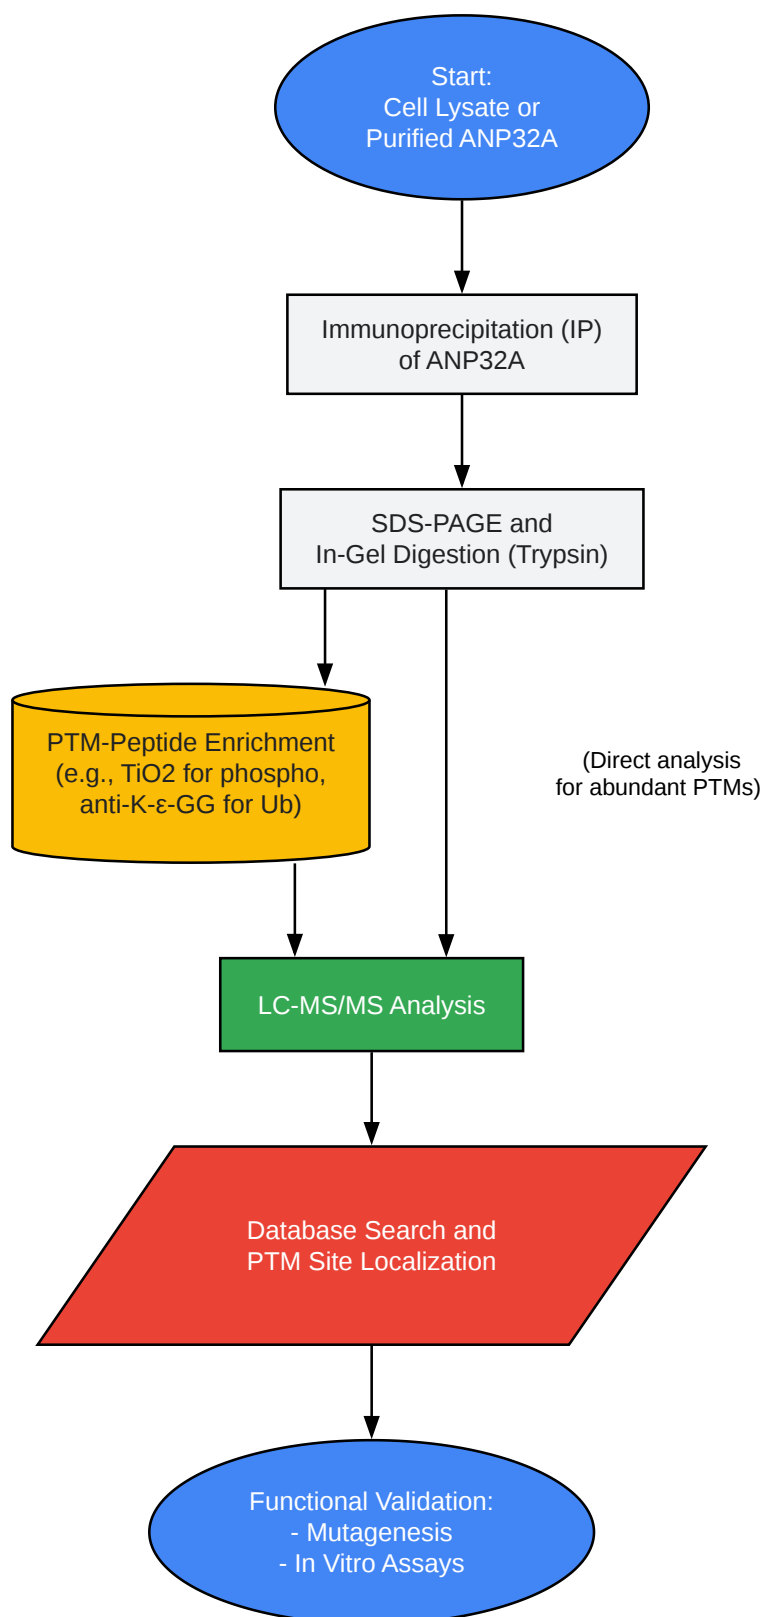 Start:
Cell Lysate or
Purified ANP32A
Immunoprecipitation (IP)
of ANP32A
SDS-PAGE and
In-Gel Digestion (Trypsin)
PTM-Peptide Enrichment
(e.g., TiO2 for phospho,
anti-K-ε-GG for Ub)
(Direct analysis
for abundant PTMs)
LC-MS/MS Analysis
Database Search and
PTM Site Localization
Functional Validation:
- Mutagenesis
- In Vitro Assays